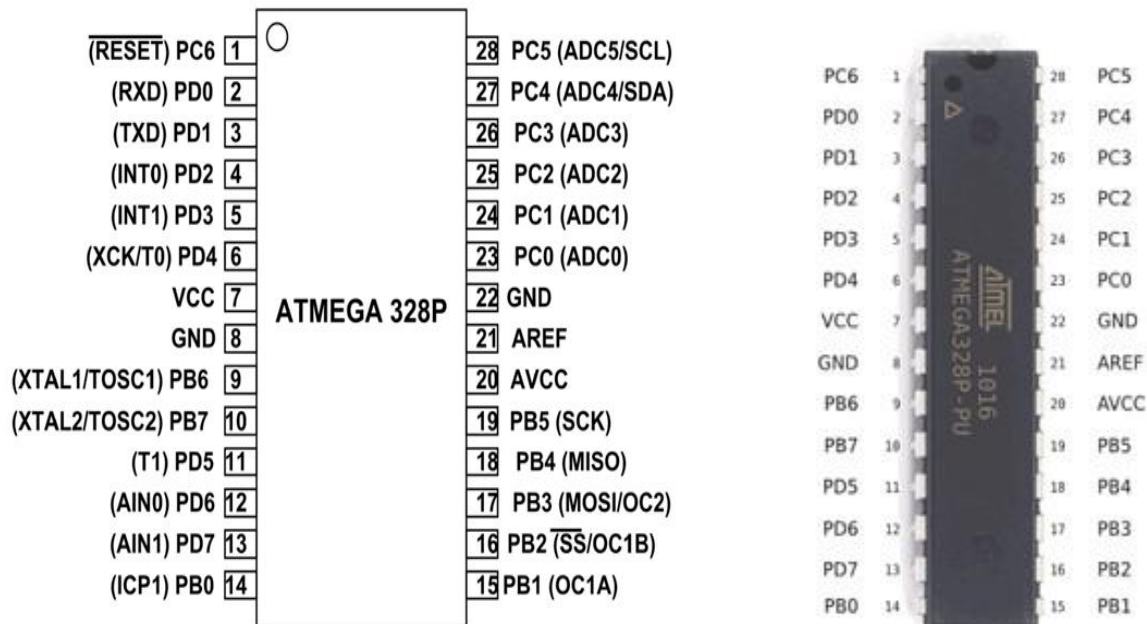 (RESET) PC6 1
(RXD) PD0 2
(TXD) PD1 3
(INT0) PD2 4
(INT1) PD3 5
(XCK/T0) PD4 6
VCC 7
GND 8
(XTAL1/TOSC1) PB6 9
(XTAL2/TOSC2) PB7 10
(T1) PD5 11
(AIN0) PD6 12
(AIN1) PD7 13
(ICP1) PB0 14
ATMEGA 328P
28 PC5 (ADC5/SCL)
27 PC4 (ADC4/SDA)
26 PC3 (ADC3)
25 PC2 (ADC2)
24 PC1 (ADC1)
23 PC0 (ADC0)
22 GND
21 AREF
20 AVCC
19 PB5 (SCK)
18 PB4 (MISO)
17 PB3 (MOSI/OC2)
16 PB2 (SS/OC1B)
15 PB1 (OC1A)
PC6 1
PD0 2
PD1 3
PD2 4
PD3 5
PD4 6
VCC 7
GND 8
PB6 9
PB7 10
PD5 11
PD6 12
PD7 13
PB0 14
ATMEL 1016
ATMEGA328P-PU
28 PC5
27 PC4
26 PC3
25 PC2
24 PC1
23 PC0
22 GND
21 AREF
20 AVCC
19 PB5
18 PB4
17 PB3
16 PB2
15 PB1